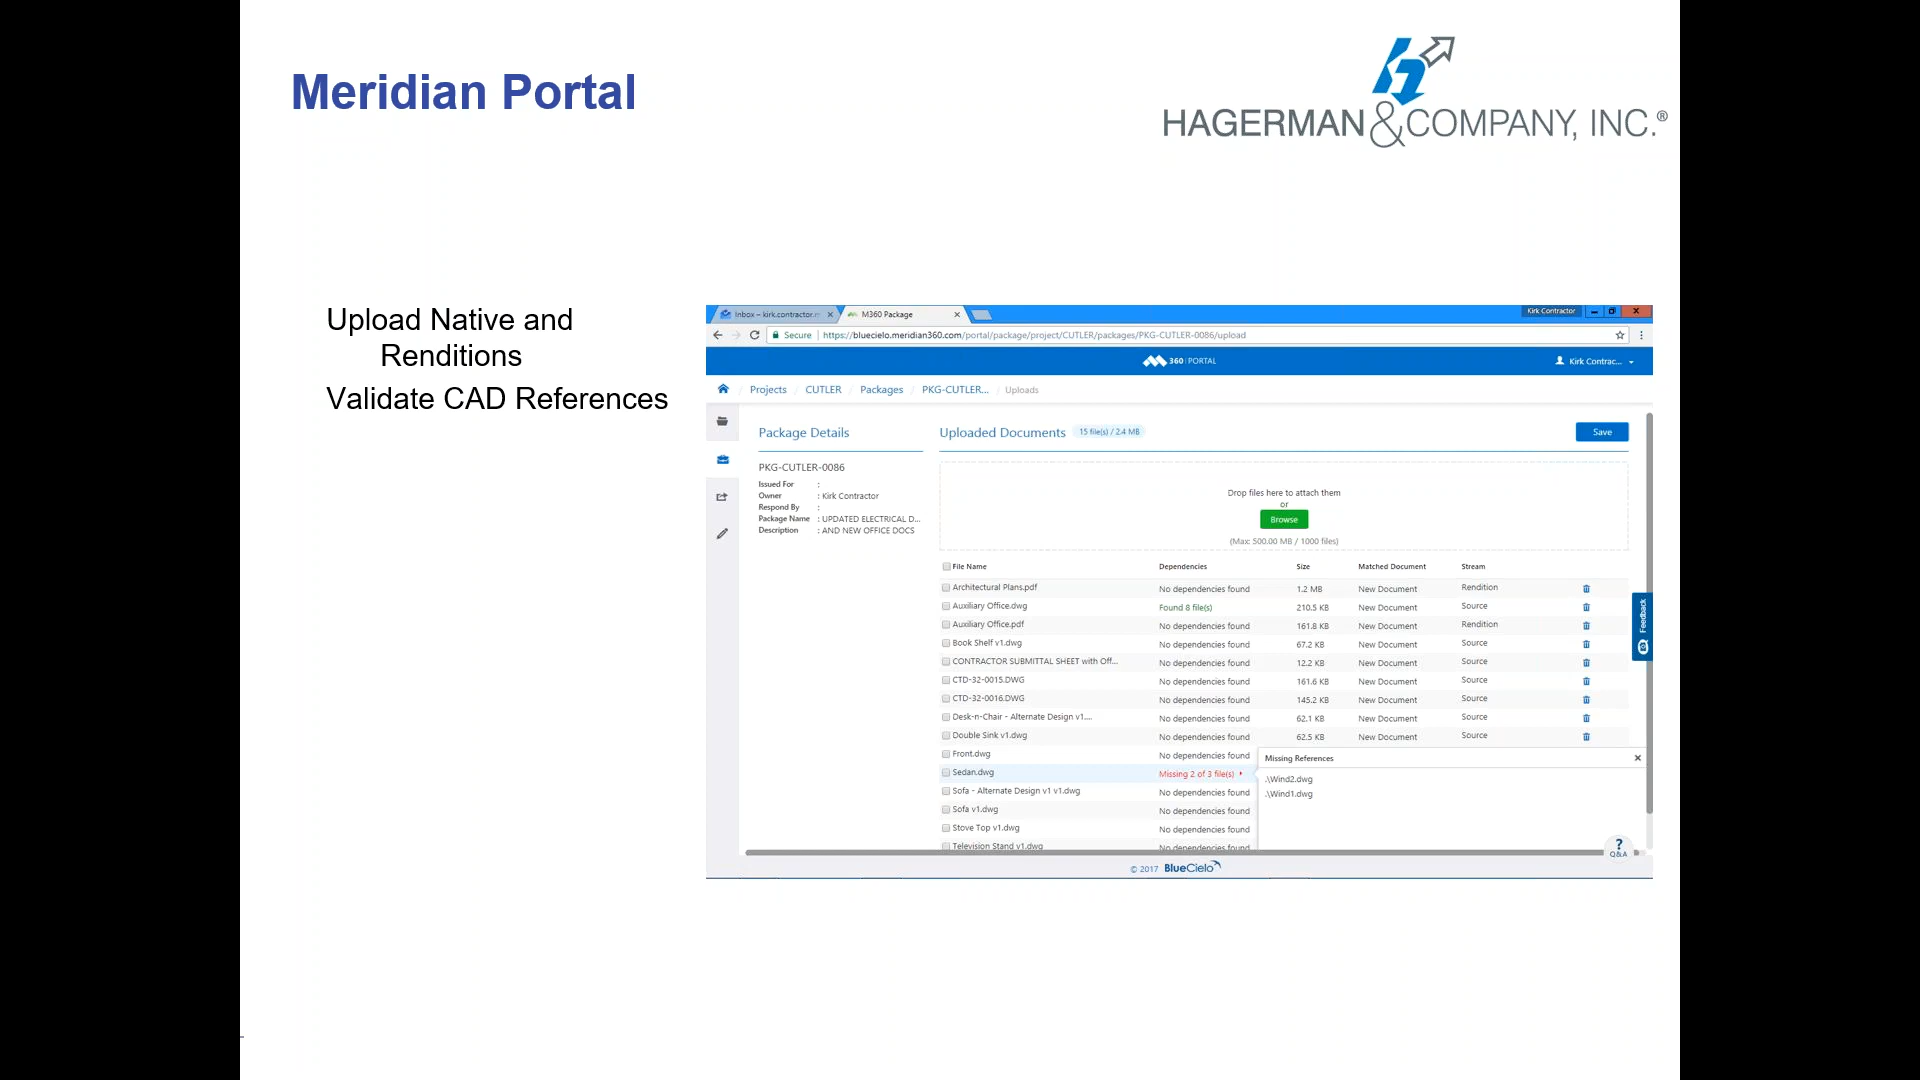 Meridian Portal
HAGERMAN & COMPANY, INC.®
Upload Native and
Renditions
Validate CAD References
Inbox – kirk.contractor.m
M360 Package
Kirk Contractor
Secure
https://bluecielo.meridian360.com/portal/package/project/CUTLER/packages/PKG-CUTLER-0086/upload
360 | PORTAL
Kirk Contrac...
Projects / CUTLER / Packages / PKG-CUTLER... / Uploads
Package Details
PKG-CUTLER-0086
Issued For :
Owner : Kirk Contractor
Respond By :
Package Name : UPDATED ELECTRICAL D...
Description : AND NEW OFFICE DOCS
Uploaded Documents 15 file(s) / 2.4 MB
Save
Drop files here to attach them
or
Browse
(Max: 500.00 MB / 1000 files)
File Name Dependencies Size Matched Document Stream
Architectural Plans.pdf No dependencies found 1.2 MB New Document Rendition
Auxiliary Office.dwg Found 8 file(s) 210.5 KB New Document Source
Auxiliary Office.pdf No dependencies found 161.8 KB New Document Rendition
Book Shelf v1.dwg No dependencies found 67.2 KB New Document Source
CONTRACTOR SUBMITTAL SHEET with Off... No dependencies found 12.2 KB New Document Source
CTD-32-0015.DWG No dependencies found 161.6 KB New Document Source
CTD-32-0016.DWG No dependencies found 145.2 KB New Document Source
Desk-n-Chair - Alternate Design v1.... No dependencies found 62.1 KB New Document Source
Double Sink v1.dwg No dependencies found 62.5 KB New Document Source
Front.dwg No dependencies found
Sedan.dwg Missing 2 of 3 file(s)
Sofa - Alternate Design v1 v1.dwg No dependencies found
Sofa v1.dwg No dependencies found
Stove Top v1.dwg No dependencies found
Television Stand v1.dwg No dependencies found
Missing References
.\Wind2.dwg
.\Wind1.dwg
Feedback
?
Q&A
© 2017 BlueCielo